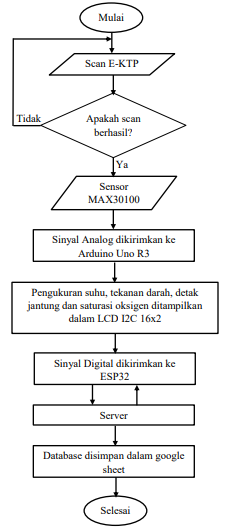 Mulai
Scan E-KTP
Apakah scan
berhasil?
Tidak
Ya
Sensor
MAX30100
Sinyal Analog dikirimkan ke
Arduino Uno R3
Pengukuran suhu, tekanan darah, detak
jantung dan saturasi oksigen ditampilkan
dalam LCD I2C 16x2
Sinyal Digital dikirimkan ke
ESP32
Server
Database disimpan dalam google
sheet
Selesai